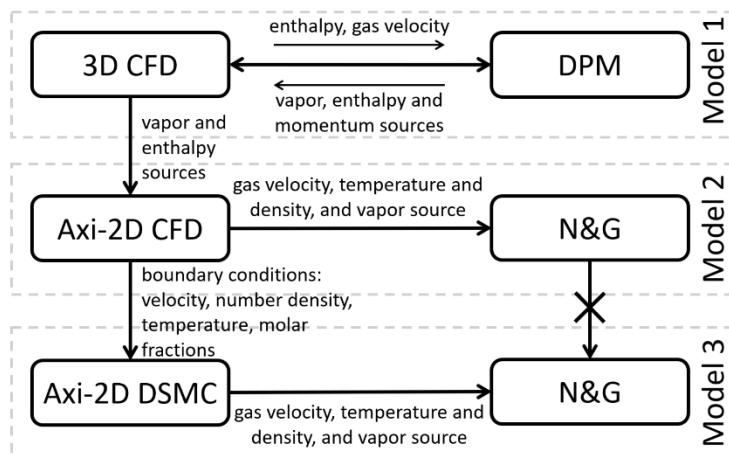 enthalpy, gas velocity
3D CFD
DPM
vapor, enthalpy and
momentum sources
Model 1
vapor and
enthalpy
sources
gas velocity, temperature and
density, and vapor source
Axi-2D CFD
N&G
Model 2
boundary conditions:
velocity, number density,
temperature, molar
fractions
Axi-2D DSMC
N&G
gas velocity, temperature and
density, and vapor source
Model 3